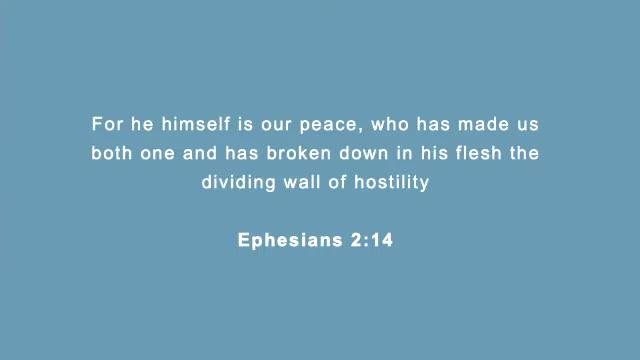 For he himself is our peace, who has made us
both one and has broken down in his flesh the
dividing wall of hostility
Ephesians 2:14